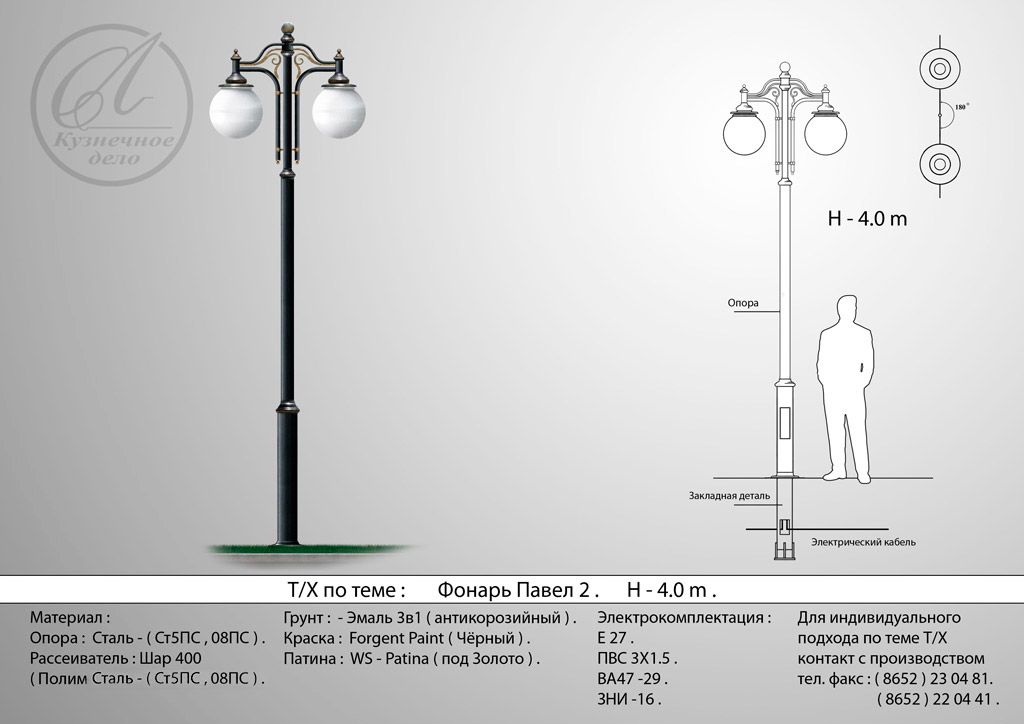 Кузнечное
дело
180°
H - 4.0 m
Опора
Закладная деталь
Электрический кабель
Т/Х по теме : Фонарь Павел 2 . H - 4.0 m .
Материал :
Опора : Сталь - ( Ст5ПС , 08ПС ) .
Рассеиватель : Шар 400
( Полим Сталь - ( Ст5ПС , 08ПС ) .
Грунт : - Эмаль 3в1 ( антикорозийный ) .
Краска : Forgent Paint ( Чёрный ) .
Патина : WS - Patina ( под Золото ) .
Электрокомплектация :
Е 27 .
ПВС 3Х1.5 .
ВА47 -29 .
ЗНИ -16 .
Для индивидуального
подхода по теме Т/Х
контакт с производством
тел. факс : ( 8652 ) 23 04 81.
( 8652 ) 22 04 41 .